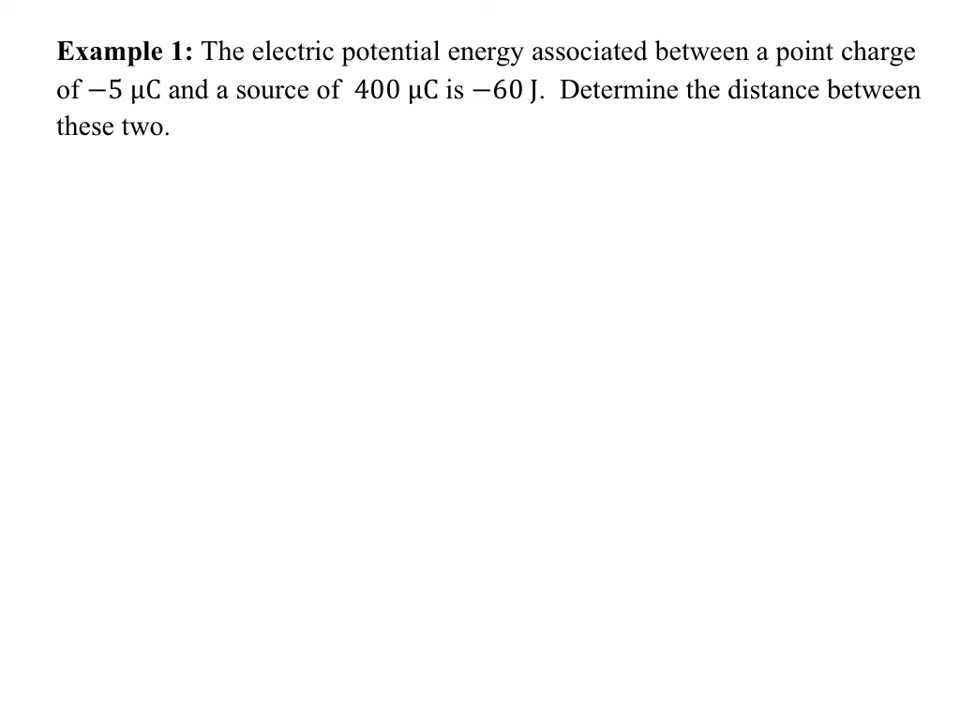 Example 1: The electric potential energy associated between a point charge
of −5 μC and a source of 400 μC is −60 J. Determine the distance between
these two.